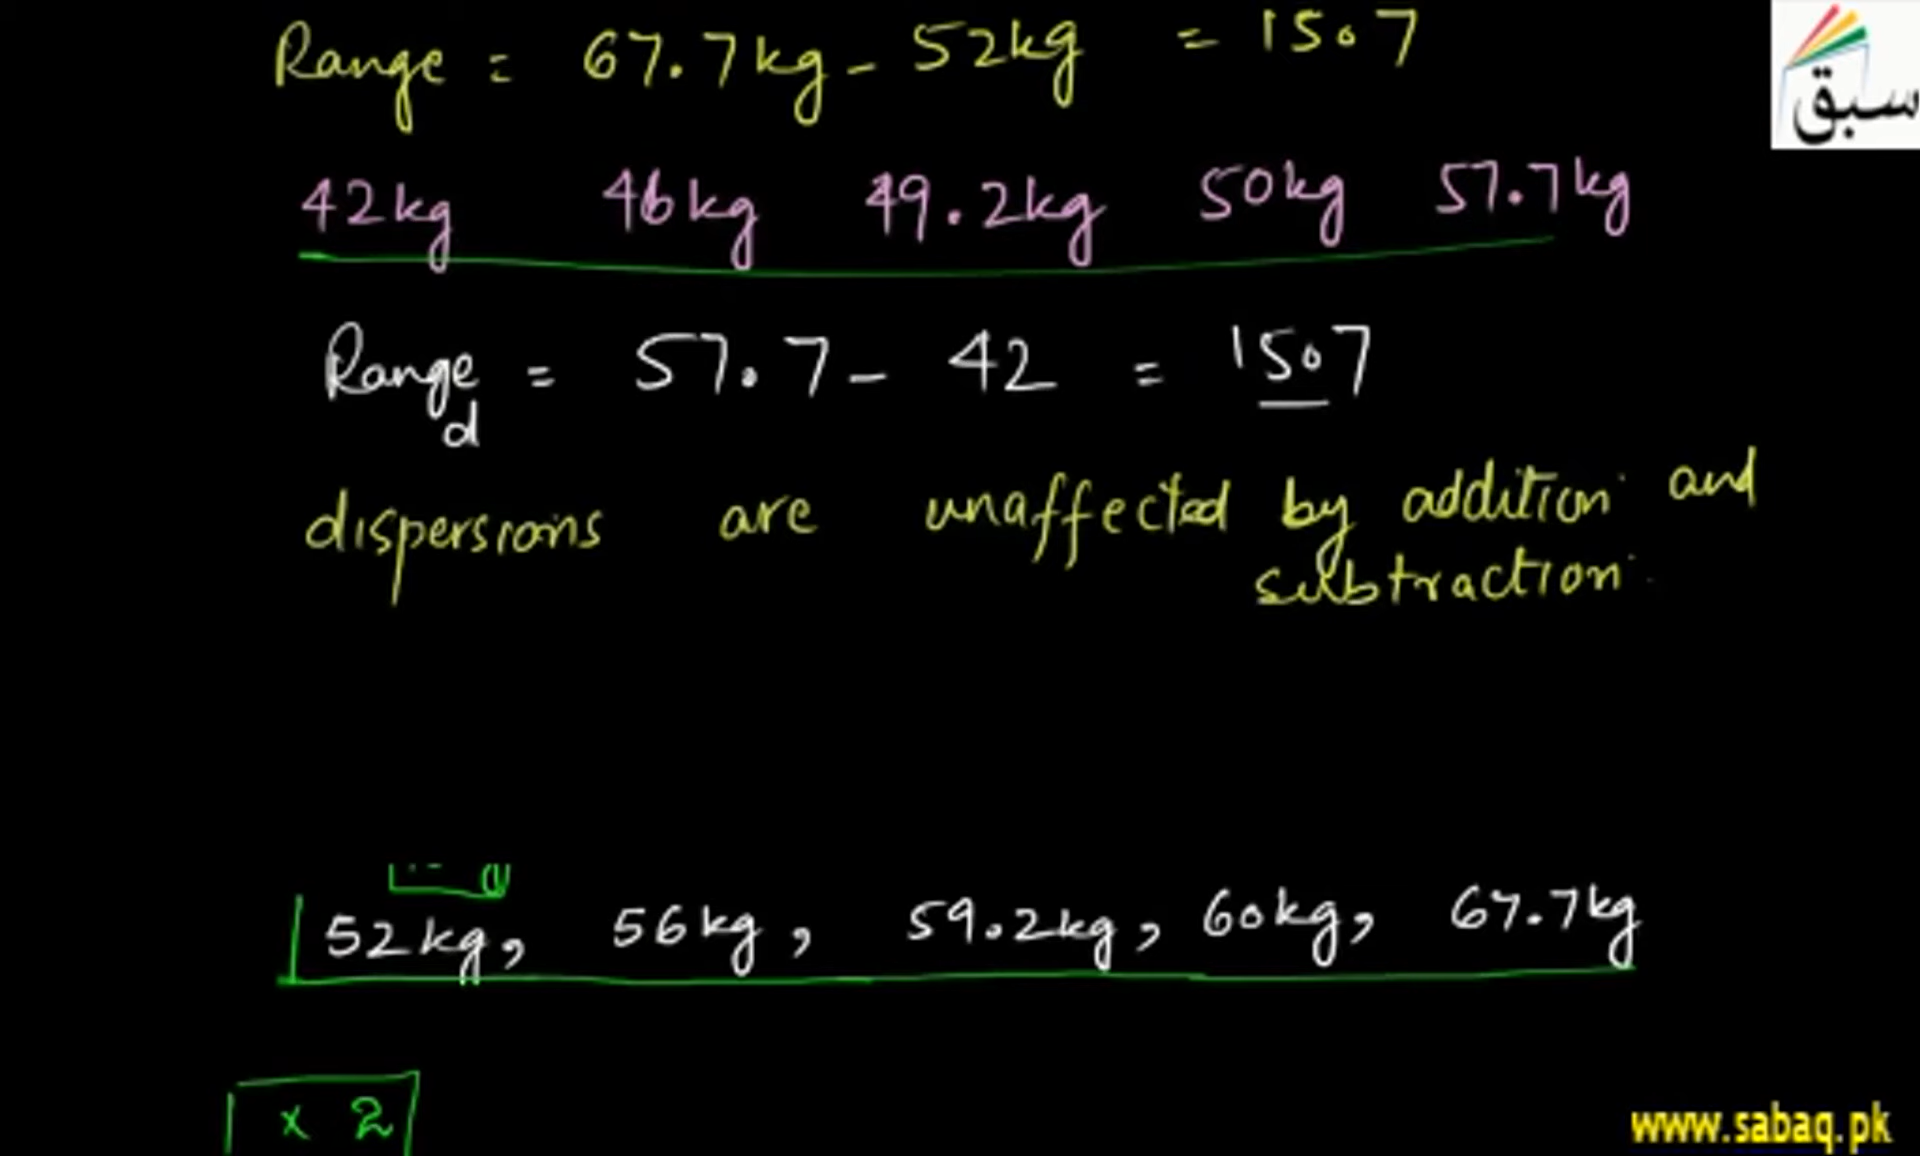 Range = 67.7kg - 52kg = 15.7
سبق
42kg 46kg 49.2kg 50kg 57.7kg
Range = 57.7 - 42 = 15.7
d
dispersions are unaffected by addition and
subtraction
52kg, 56kg, 59.2kg, 60kg, 67.7kg
x 2
www.sabaq.pk